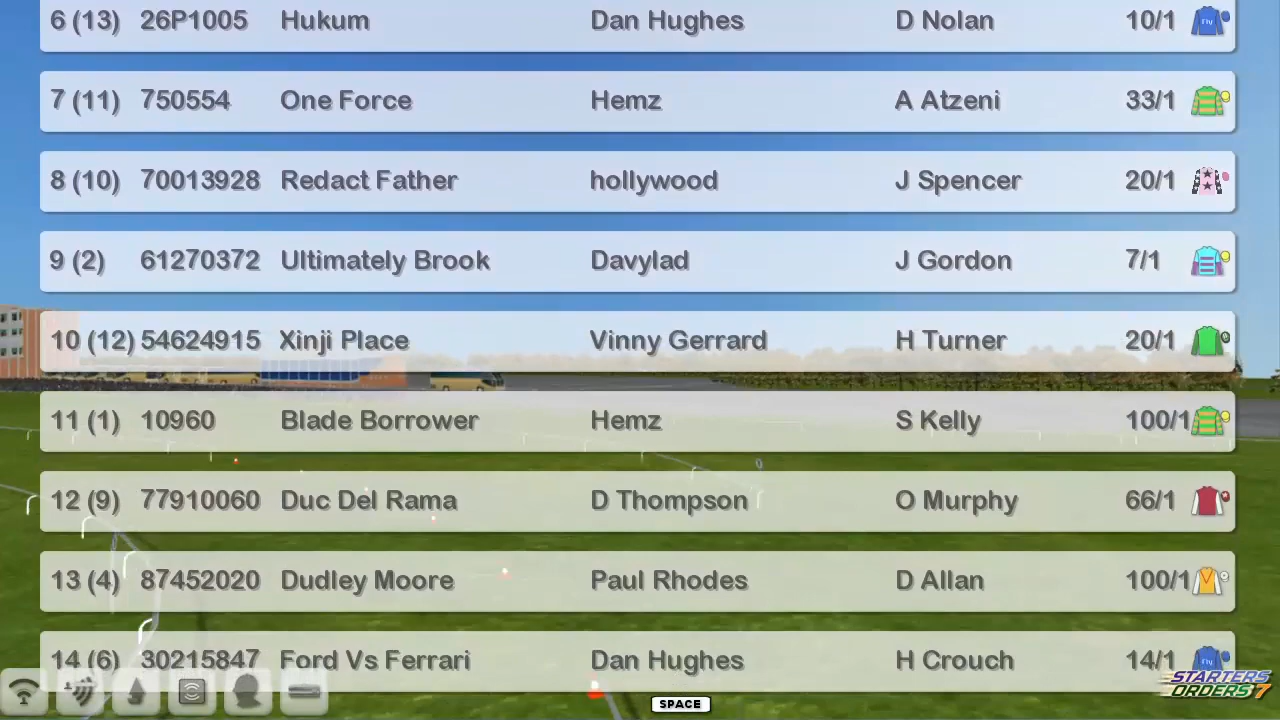 6 (13) 26P1005 Hukum Dan Hughes D Nolan 10/1 Fly
7 (11) 750554 One Force Hemz A Atzeni 33/1
8 (10) 70013928 Redact Father hollywood J Spencer 20/1
9 (2) 61270372 Ultimately Brook Davylad J Gordon 7/1
10 (12) 54624915 Xinji Place Vinny Gerrard H Turner 20/1
11 (1) 10960 Blade Borrower Hemz S Kelly 100/1
12 (9) 77910060 Duc Del Rama D Thompson O Murphy 66/1
13 (4) 87452020 Dudley Moore Paul Rhodes D Allan 100/1
14 (6) 30215847 Ford Vs Ferrari Dan Hughes H Crouch 14/1 Fly
STARTERS
ORDERS 7
SPACE